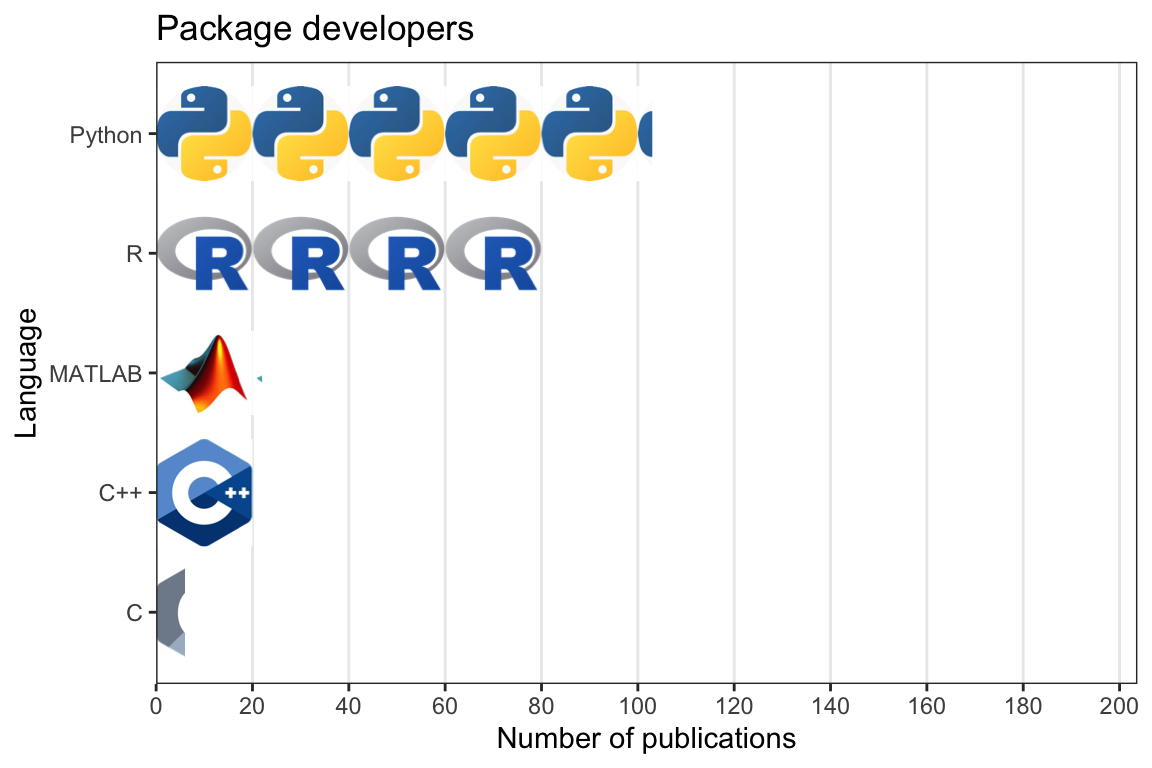 Package developers
Language
Python
R
R R R R
MATLAB
C++
C++
C
0 20 40 60 80 100 120 140 160 180 200
Number of publications